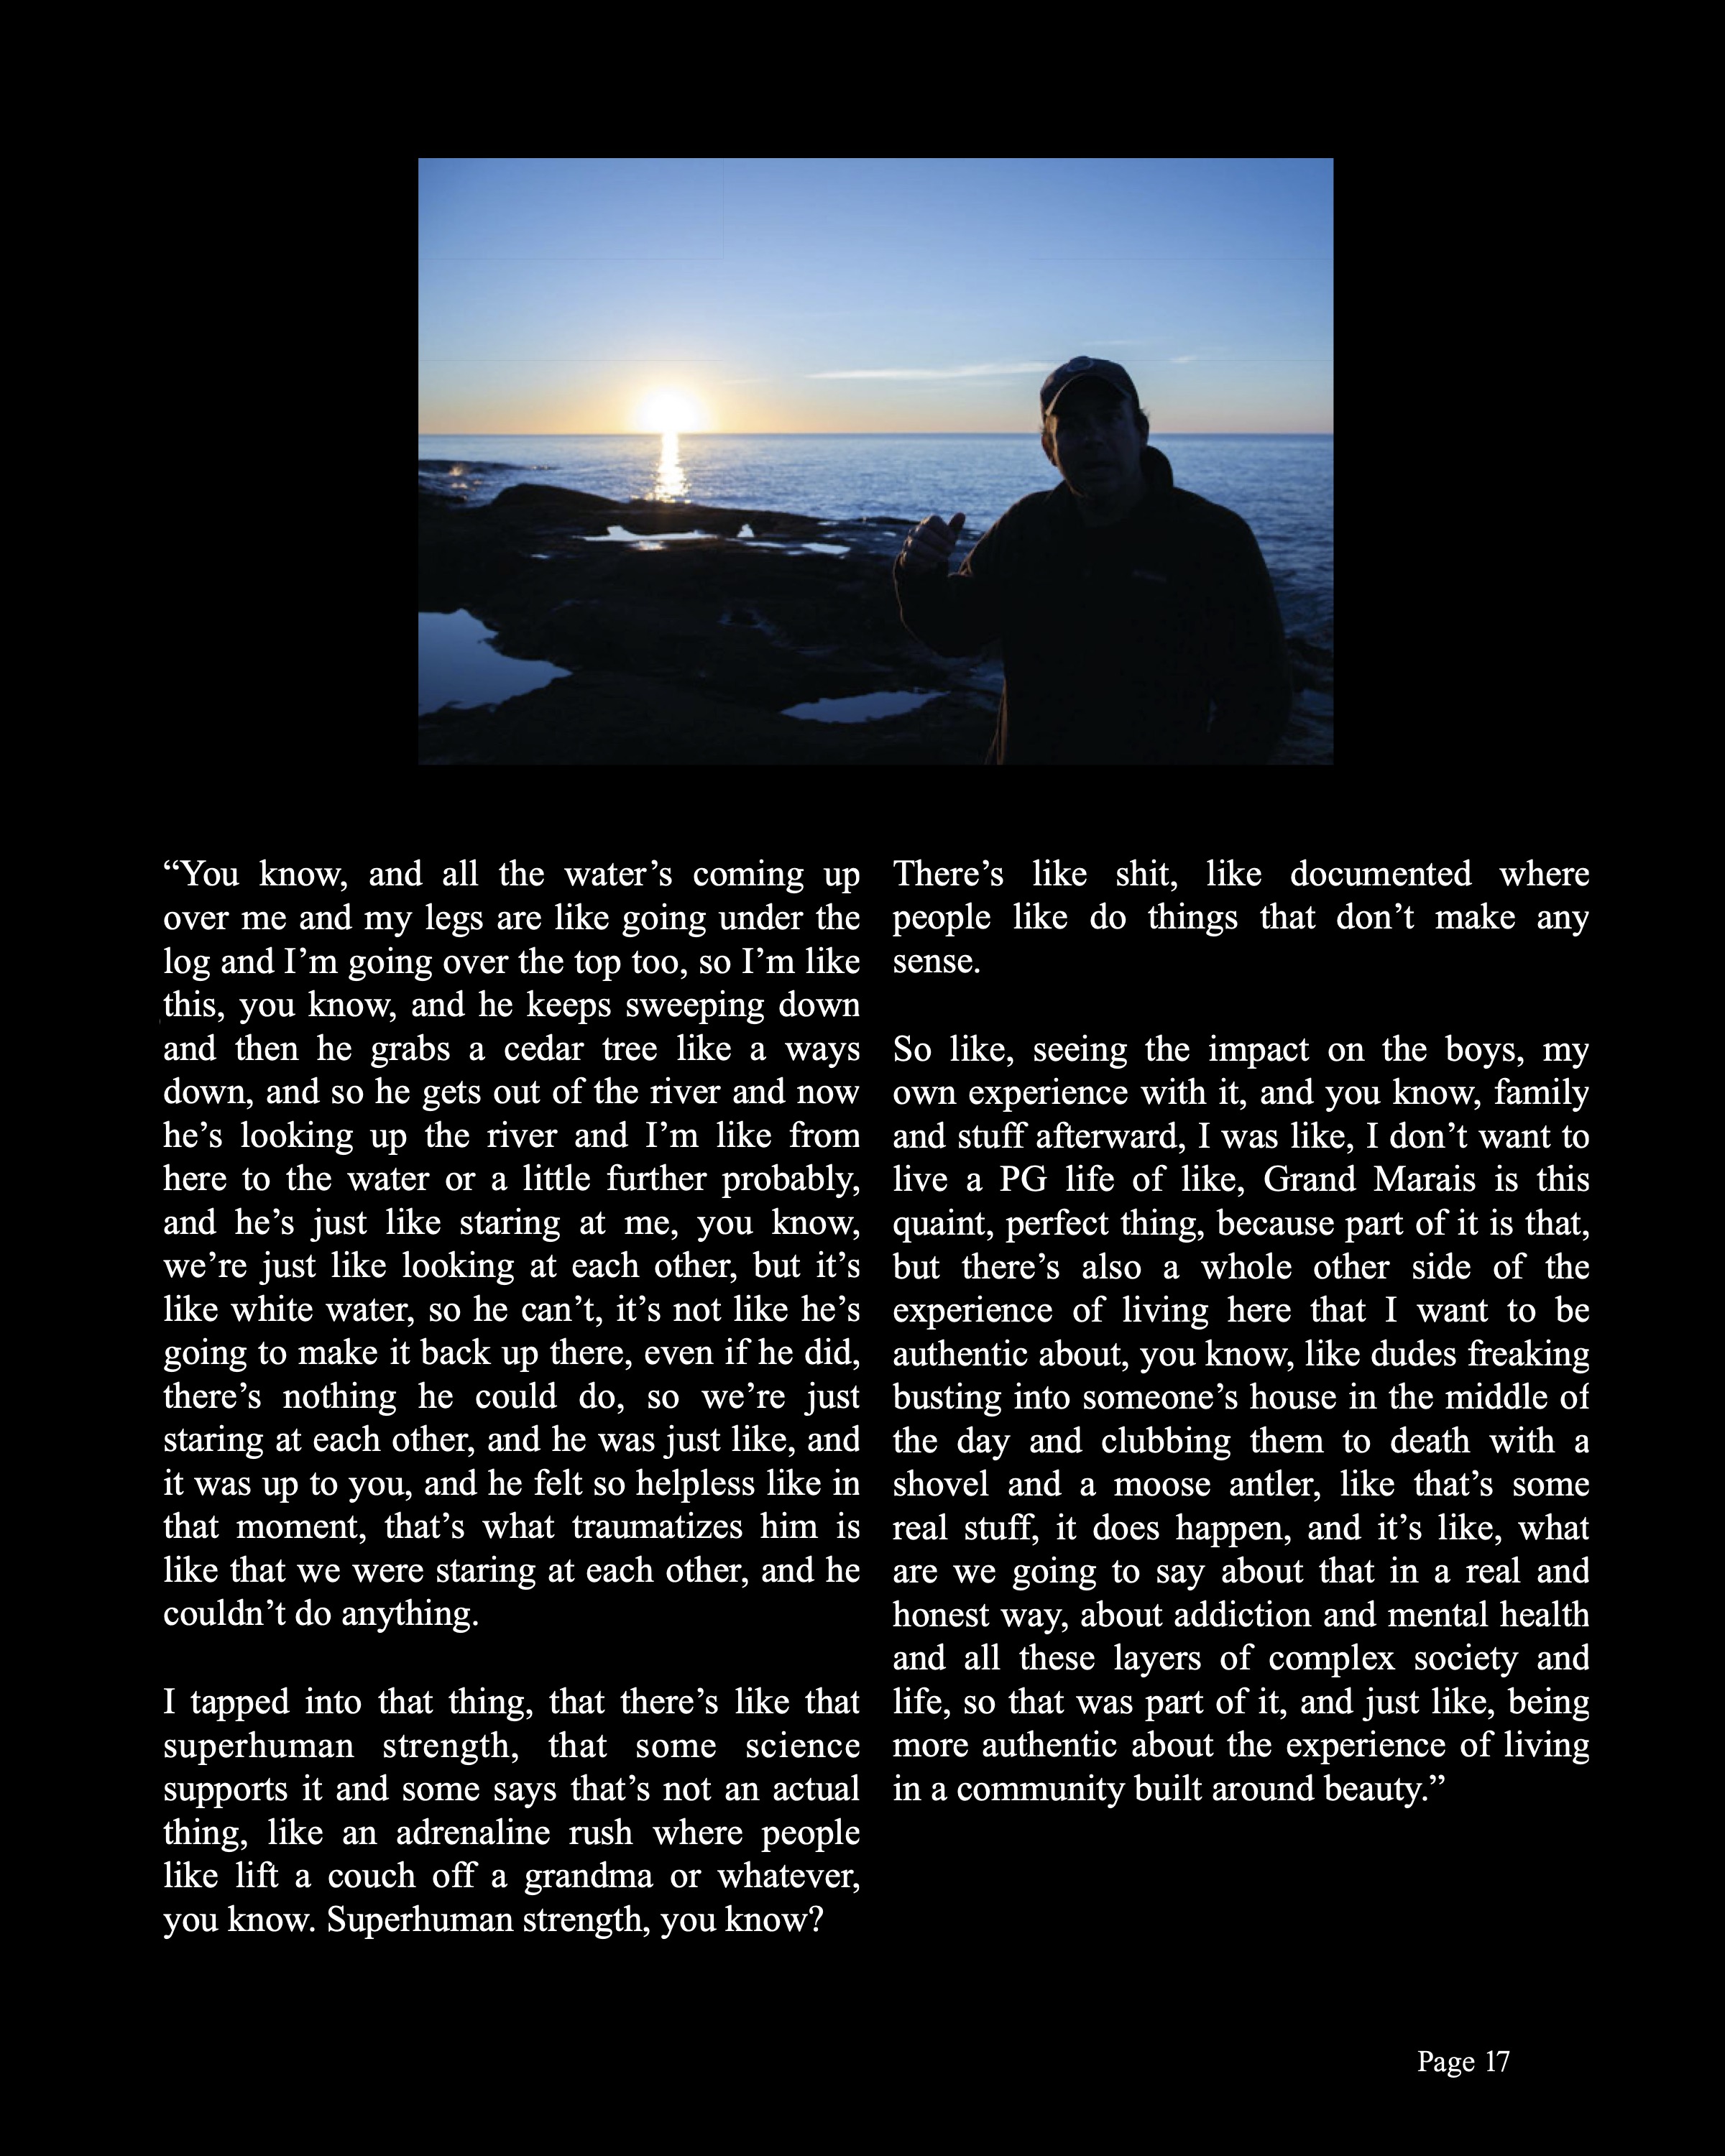 “You know, and all the water’s coming up
over me and my legs are like going under the
log and I’m going over the top too, so I’m like
this, you know, and he keeps sweeping down
and then he grabs a cedar tree like a ways
down, and so he gets out of the river and now
he’s looking up the river and I’m like from
here to the water or a little further probably,
and he’s just like staring at me, you know,
we’re just like looking at each other, but it’s
like white water, so he can’t, it’s not like he’s
going to make it back up there, even if he did,
there’s nothing he could do, so we’re just
staring at each other, and he was just like, and
it was up to you, and he felt so helpless like in
that moment, that’s what traumatizes him is
like that we were staring at each other, and he
couldn’t do anything.
I tapped into that thing, that there’s like that
superhuman strength, that some science
supports it and some says that’s not an actual
thing, like an adrenaline rush where people
like lift a couch off a grandma or whatever,
you know. Superhuman strength, you know?
There’s like shit, like documented where
people like do things that don’t make any
sense.
So like, seeing the impact on the boys, my
own experience with it, and you know, family
and stuff afterward, I was like, I don’t want to
live a PG life of like, Grand Marais is this
quaint, perfect thing, because part of it is that,
but there’s also a whole other side of the
experience of living here that I want to be
authentic about, you know, like dudes freaking
busting into someone’s house in the middle of
the day and clubbing them to death with a
shovel and a moose antler, like that’s some
real stuff, it does happen, and it’s like, what
are we going to say about that in a real and
honest way, about addiction and mental health
and all these layers of complex society and
life, so that was part of it, and just like, being
more authentic about the experience of living
in a community built around beauty.”
Page 17